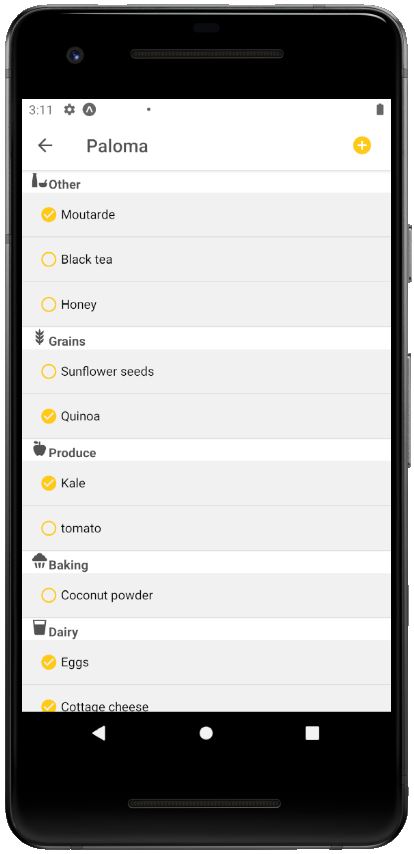 3:11
Paloma
Other
Moutarde
Black tea
Honey
Grains
Sunflower seeds
Quinoa
Produce
Kale
tomato
Baking
Coconut powder
Dairy
Eggs
Cottage cheese